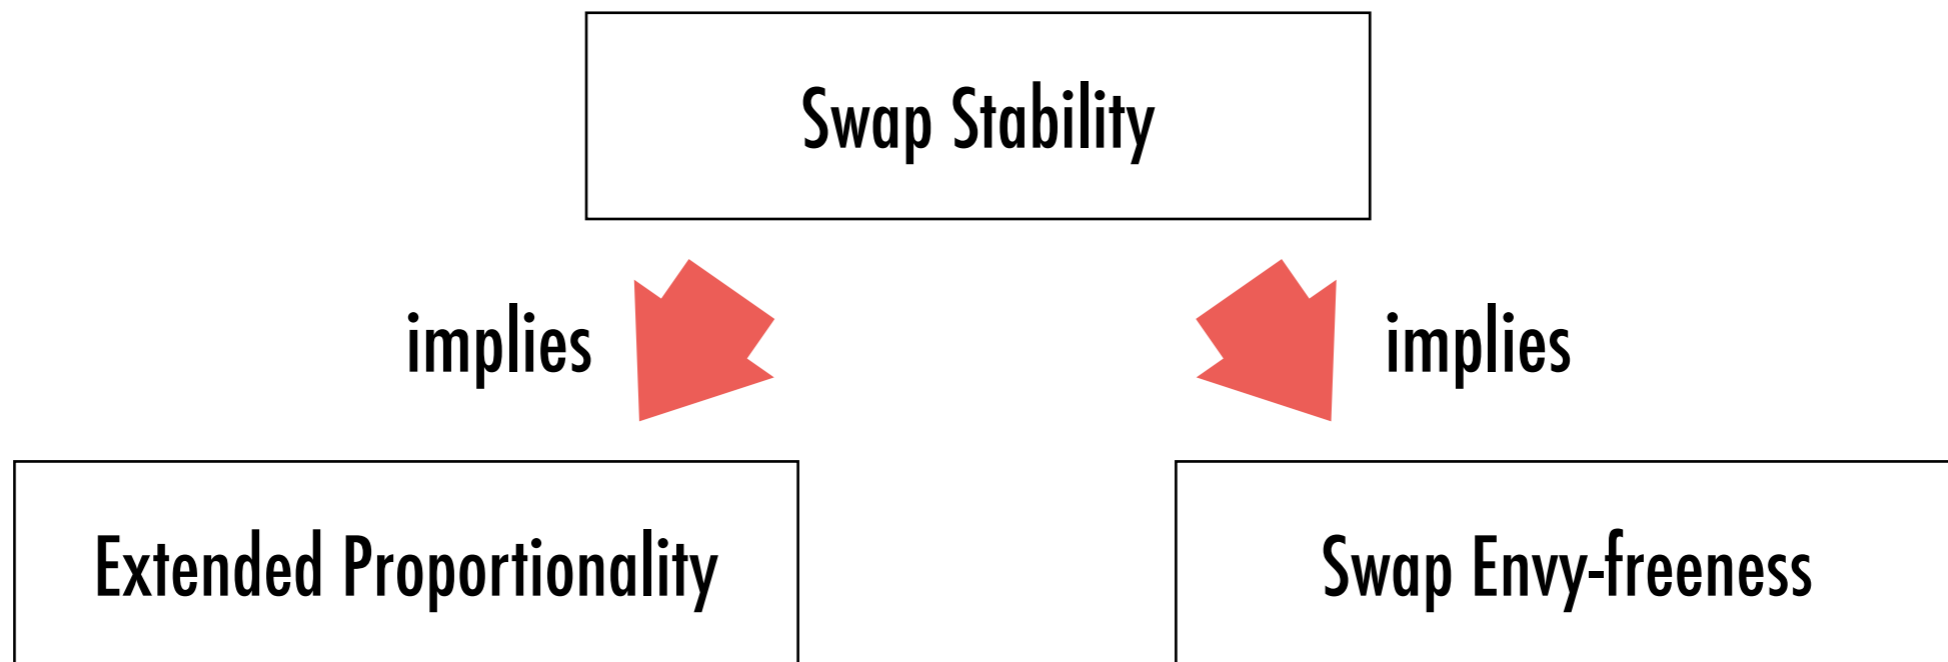 Swap Stability
implies
implies
Extended Proportionality
Swap Envy-freeness